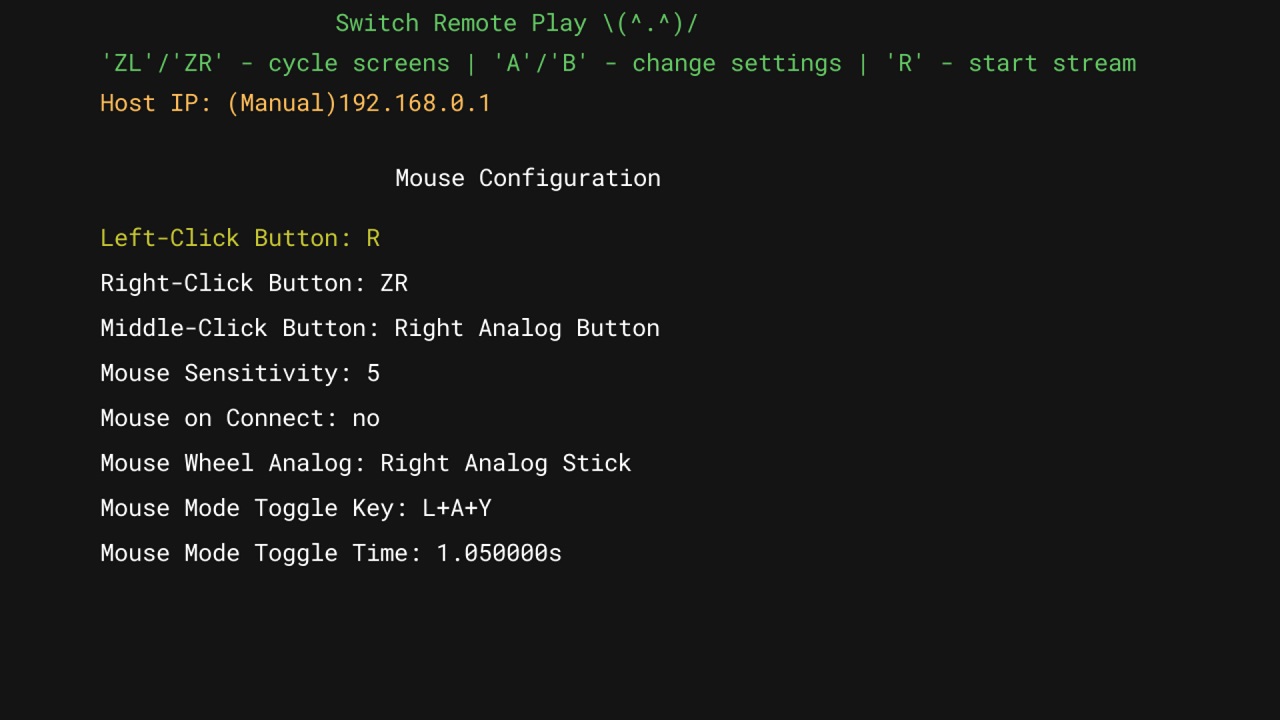 Switch Remote Play \(^.^)/
'ZL'/'ZR' - cycle screens | 'A'/'B' - change settings | 'R' - start stream
Host IP: (Manual)192.168.0.1
Mouse Configuration
Left-Click Button: R
Right-Click Button: ZR
Middle-Click Button: Right Analog Button
Mouse Sensitivity: 5
Mouse on Connect: no
Mouse Wheel Analog: Right Analog Stick
Mouse Mode Toggle Key: L+A+Y
Mouse Mode Toggle Time: 1.050000s